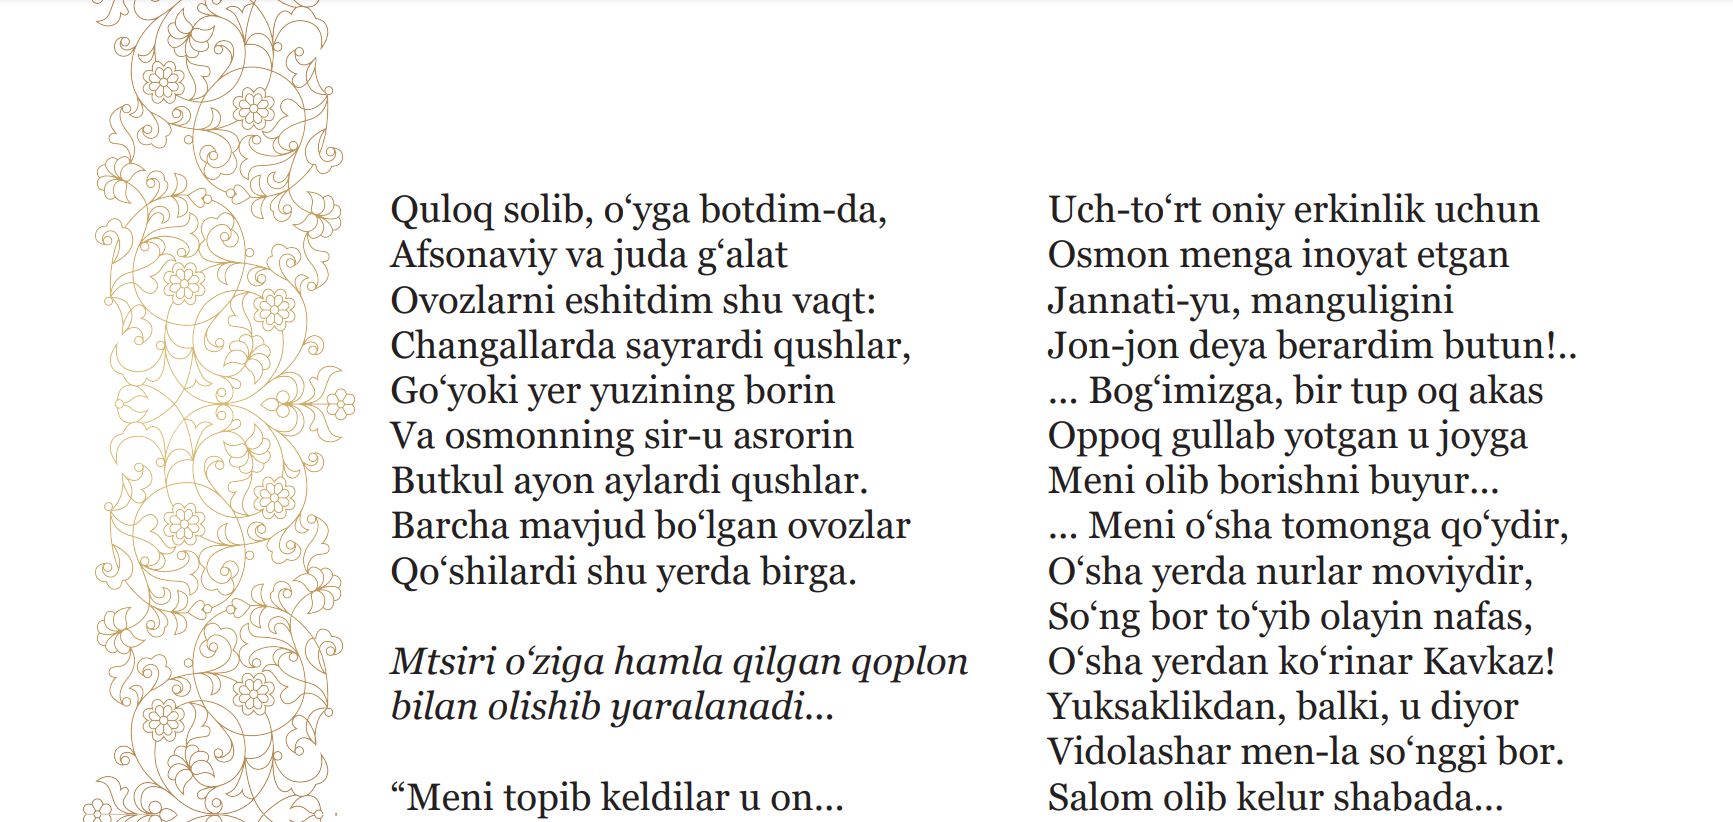 Quloq solib, o‘yga botdim-da,
Afsonaviy va juda g‘alat
Ovozlarni eshitdim shu vaqt:
Changallarda sayrardi qushlar,
Go‘yoki yer yuzining borin
Va osmonning sir-u asrorin
Butkul ayon aylardi qushlar.
Barcha mavjud bo‘lgan ovozlar
Qo‘shilardi shu yerda birga.
Mtsiri o‘ziga hamla qilgan qoplon
bilan olishib yaralanadi...
“Meni topib keldilar u on...
Uch-to‘rt oniy erkinlik uchun
Osmon menga inoyat etgan
Jannati-yu, manguligini
Jon-jon deya berardim butun!..
... Bog‘imizga, bir tup oq akas
Oppoq gullab yotgan u joyga
Meni olib borishni buyur...
... Meni o‘sha tomonga qo‘ydir,
O‘sha yerda nurlar moviydir,
So‘ng bor to‘yib olayin nafas,
O‘sha yerdan ko‘rinar Kavkaz!
Yuksaklikdan, balki, u diyor
Vidolashar men-la so‘nggi bor.
Salom olib kelur shabada...